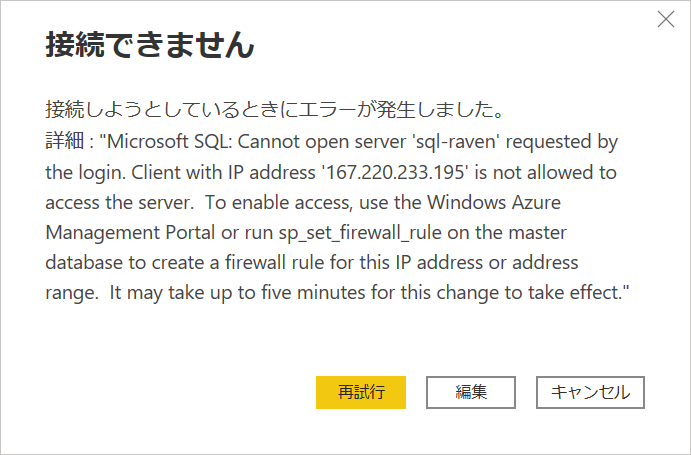 接続できません
接続しようとしているときにエラーが発生しました。
詳細 : "Microsoft SQL: Cannot open server 'sql-raven' requested by
the login. Client with IP address '167.220.233.195' is not allowed to
access the server.  To enable access, use the Windows Azure
Management Portal or run sp_set_firewall_rule on the master
database to create a firewall rule for this IP address or address
range.  It may take up to five minutes for this change to take effect."
再試行
編集
キャンセル